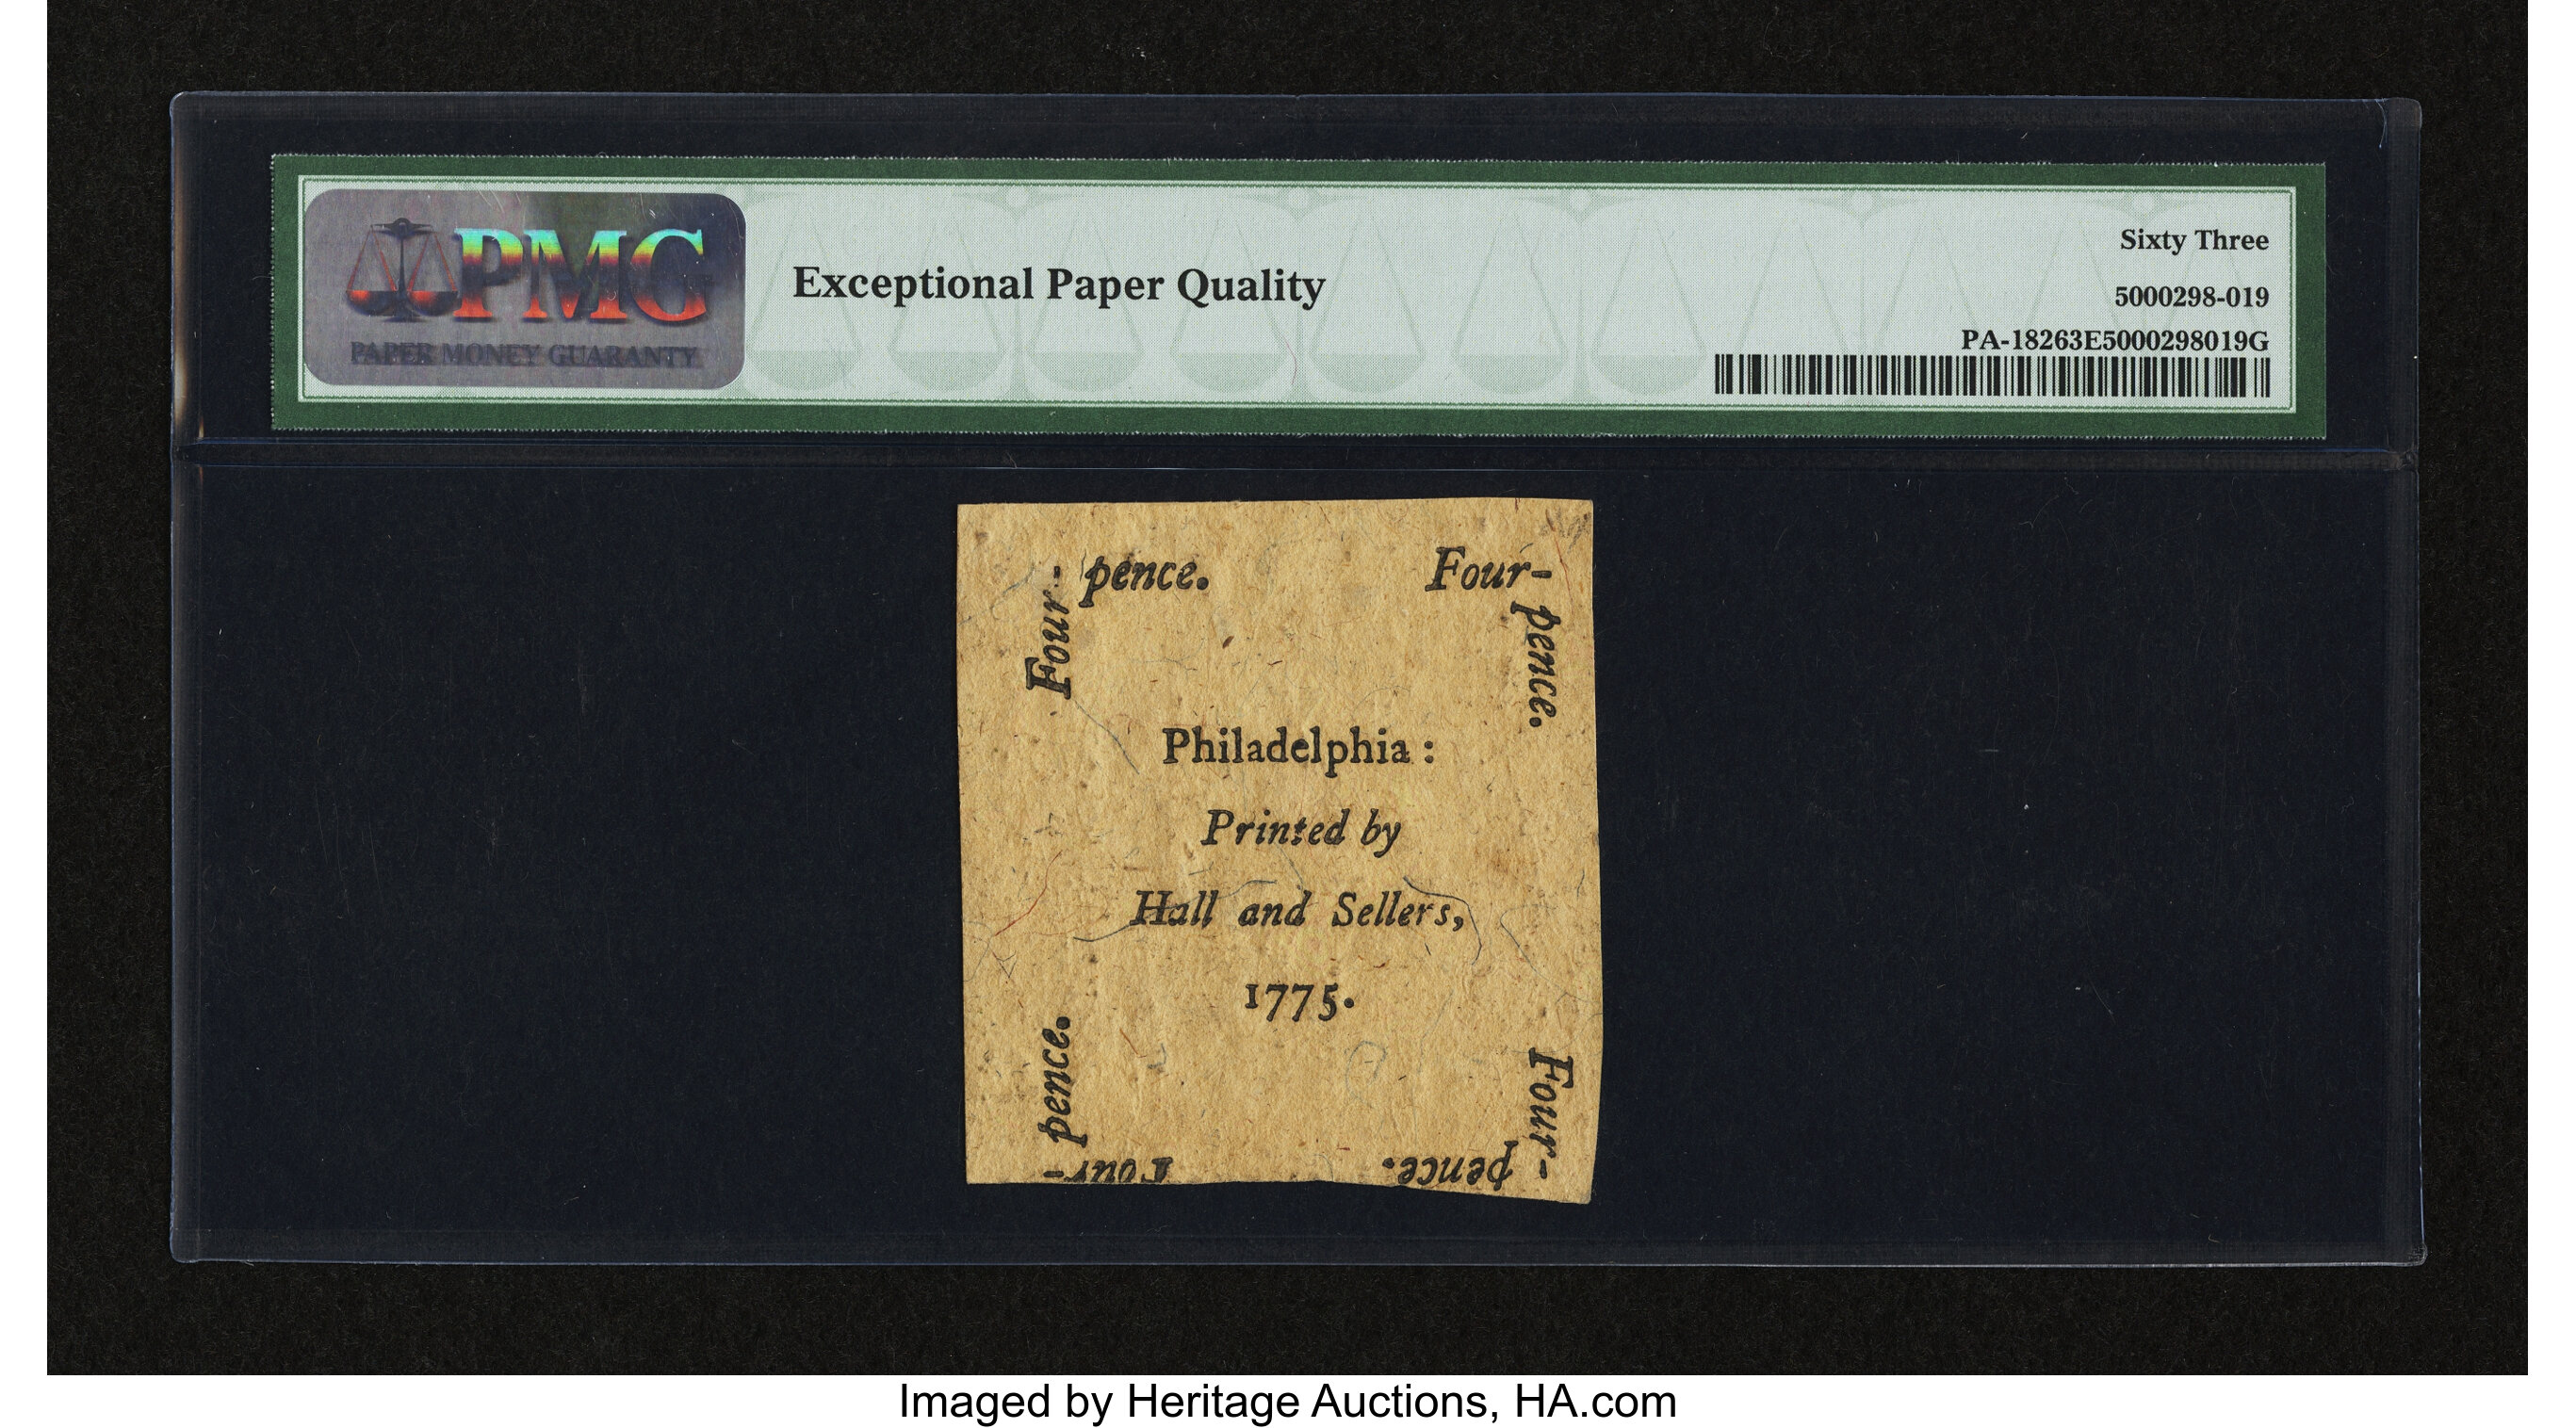 PMG
PAPER MONEY GUARANTY
Exceptional Paper Quality
Sixty Three
5000298-019
PA-18263E5000298019G
Four-
pence.
Four-
pence.
Philadelphia :
Printed by
Hall and Sellers,
1775.
pence.
Four-
Four-
pence.
Imaged by Heritage Auctions, HA.com